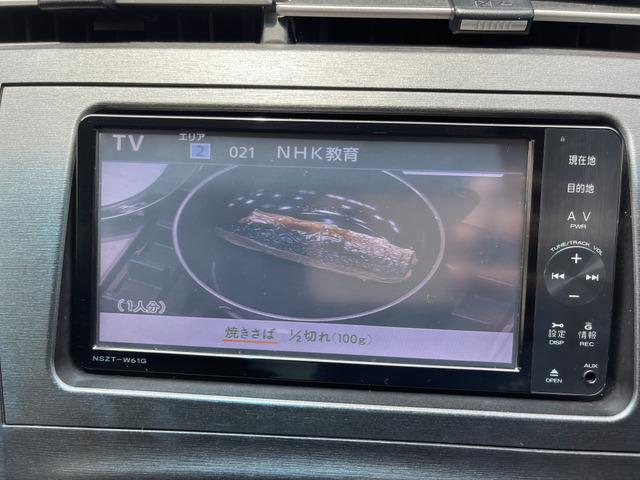 TV エリア 2 021 NHK教育
(1人分)
焼きさば 1/2切れ(100g)
NSZT-W61G
現在地
目的地
AV
PWR
TUNE/TRACK VOL
+
−
設定 情報
DISP REC
OPEN AUX